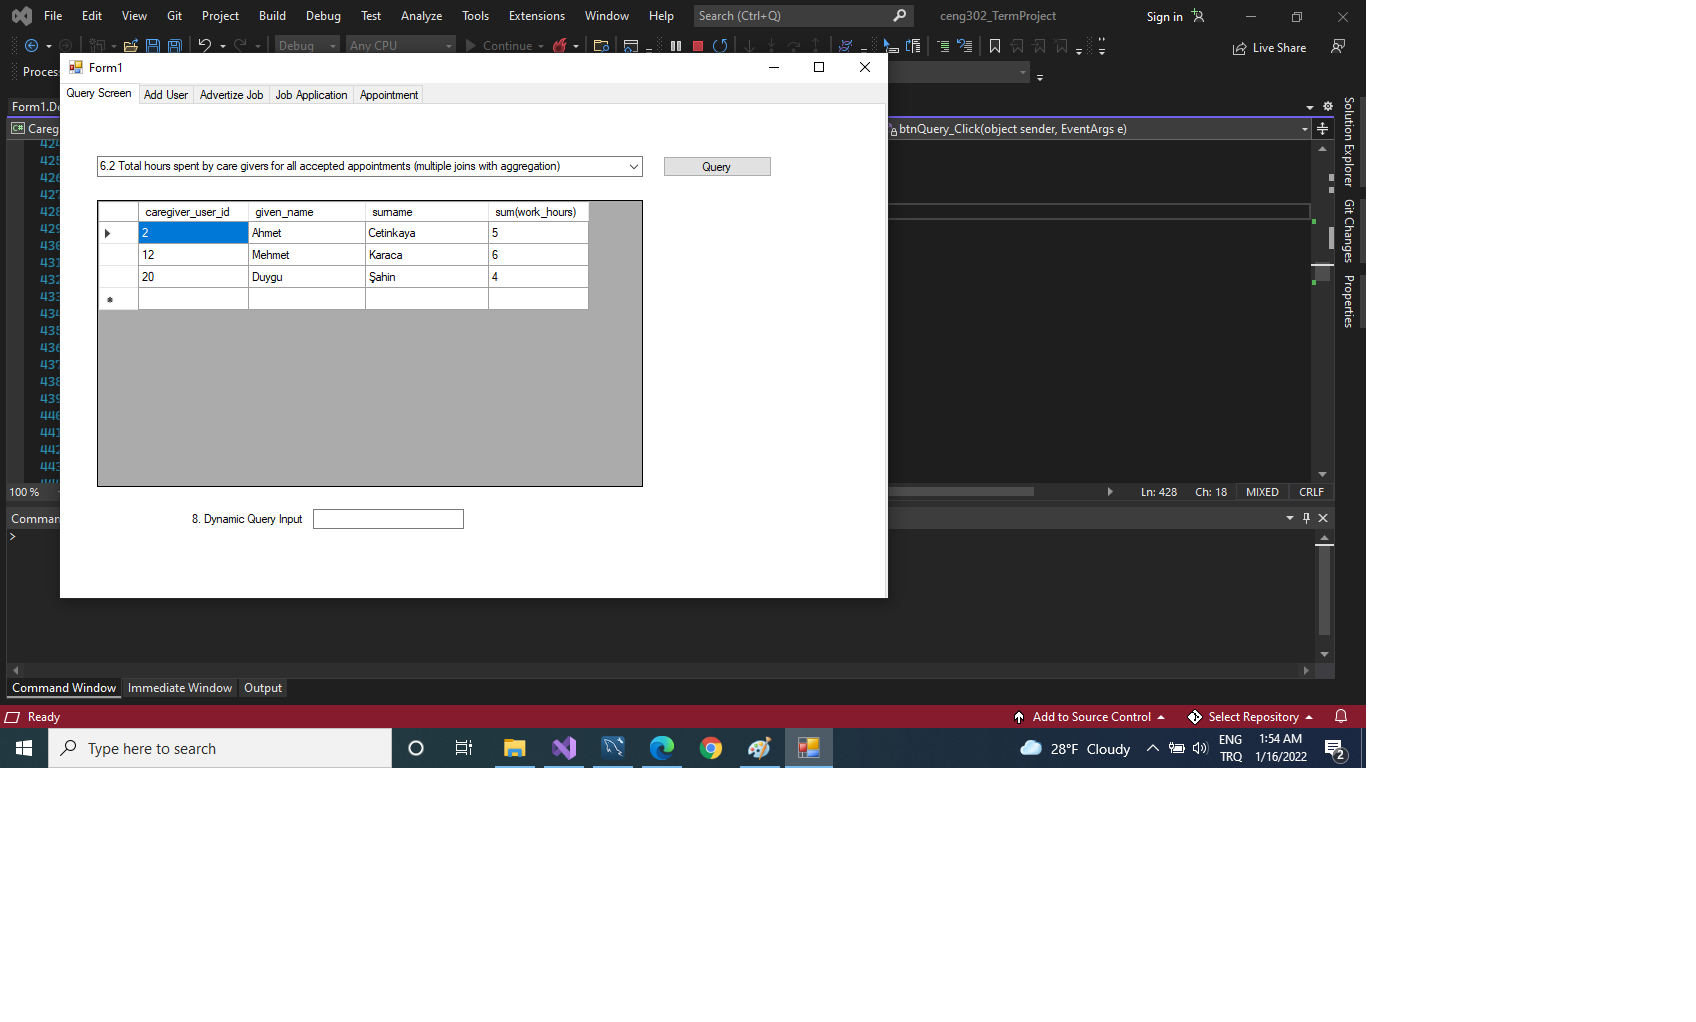 File Edit View Git Project Build Debug Test Analyze Tools Extensions Window Help Search (Ctrl+Q) ceng302_TermProject Sign in
Debug Any CPU Continue Live Share
Process
Form1
Query Screen Add User Advertize Job Job Application Appointment
Form1.De
Careg btnQuery_Click(object sender, EventArgs e)
6.2 Total hours spent by care givers for all accepted appointments (multiple joins with aggregation) Query
caregiver_user_id given_name surname sum(work_hours)
2 Ahmet Cetinkaya 5
12 Mehmet Karaca 6
20 Duygu Şahin 4
424
425
426
427
428
429
430
431
432
433
434
435
436
437
438
439
440
441
442
443
Solution Explorer
Git Changes
Properties
100 % Ln: 428 Ch: 18 MIXED CRLF
8. Dynamic Query Input
Comman
>
Command Window Immediate Window Output
Ready Add to Source Control Select Repository
Type here to search 28°F Cloudy ENG TRQ 1:54 AM 1/16/2022 2